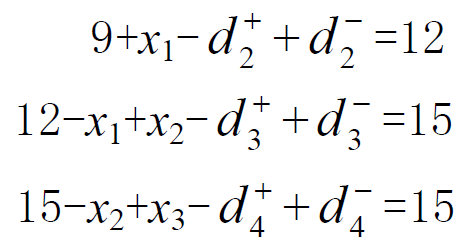 9+x₁−d₂⁺+d₂⁻=12
12−x₁+x₂−d₃⁺+d₃⁻=15
15−x₂+x₃−d₄⁺+d₄⁻=15